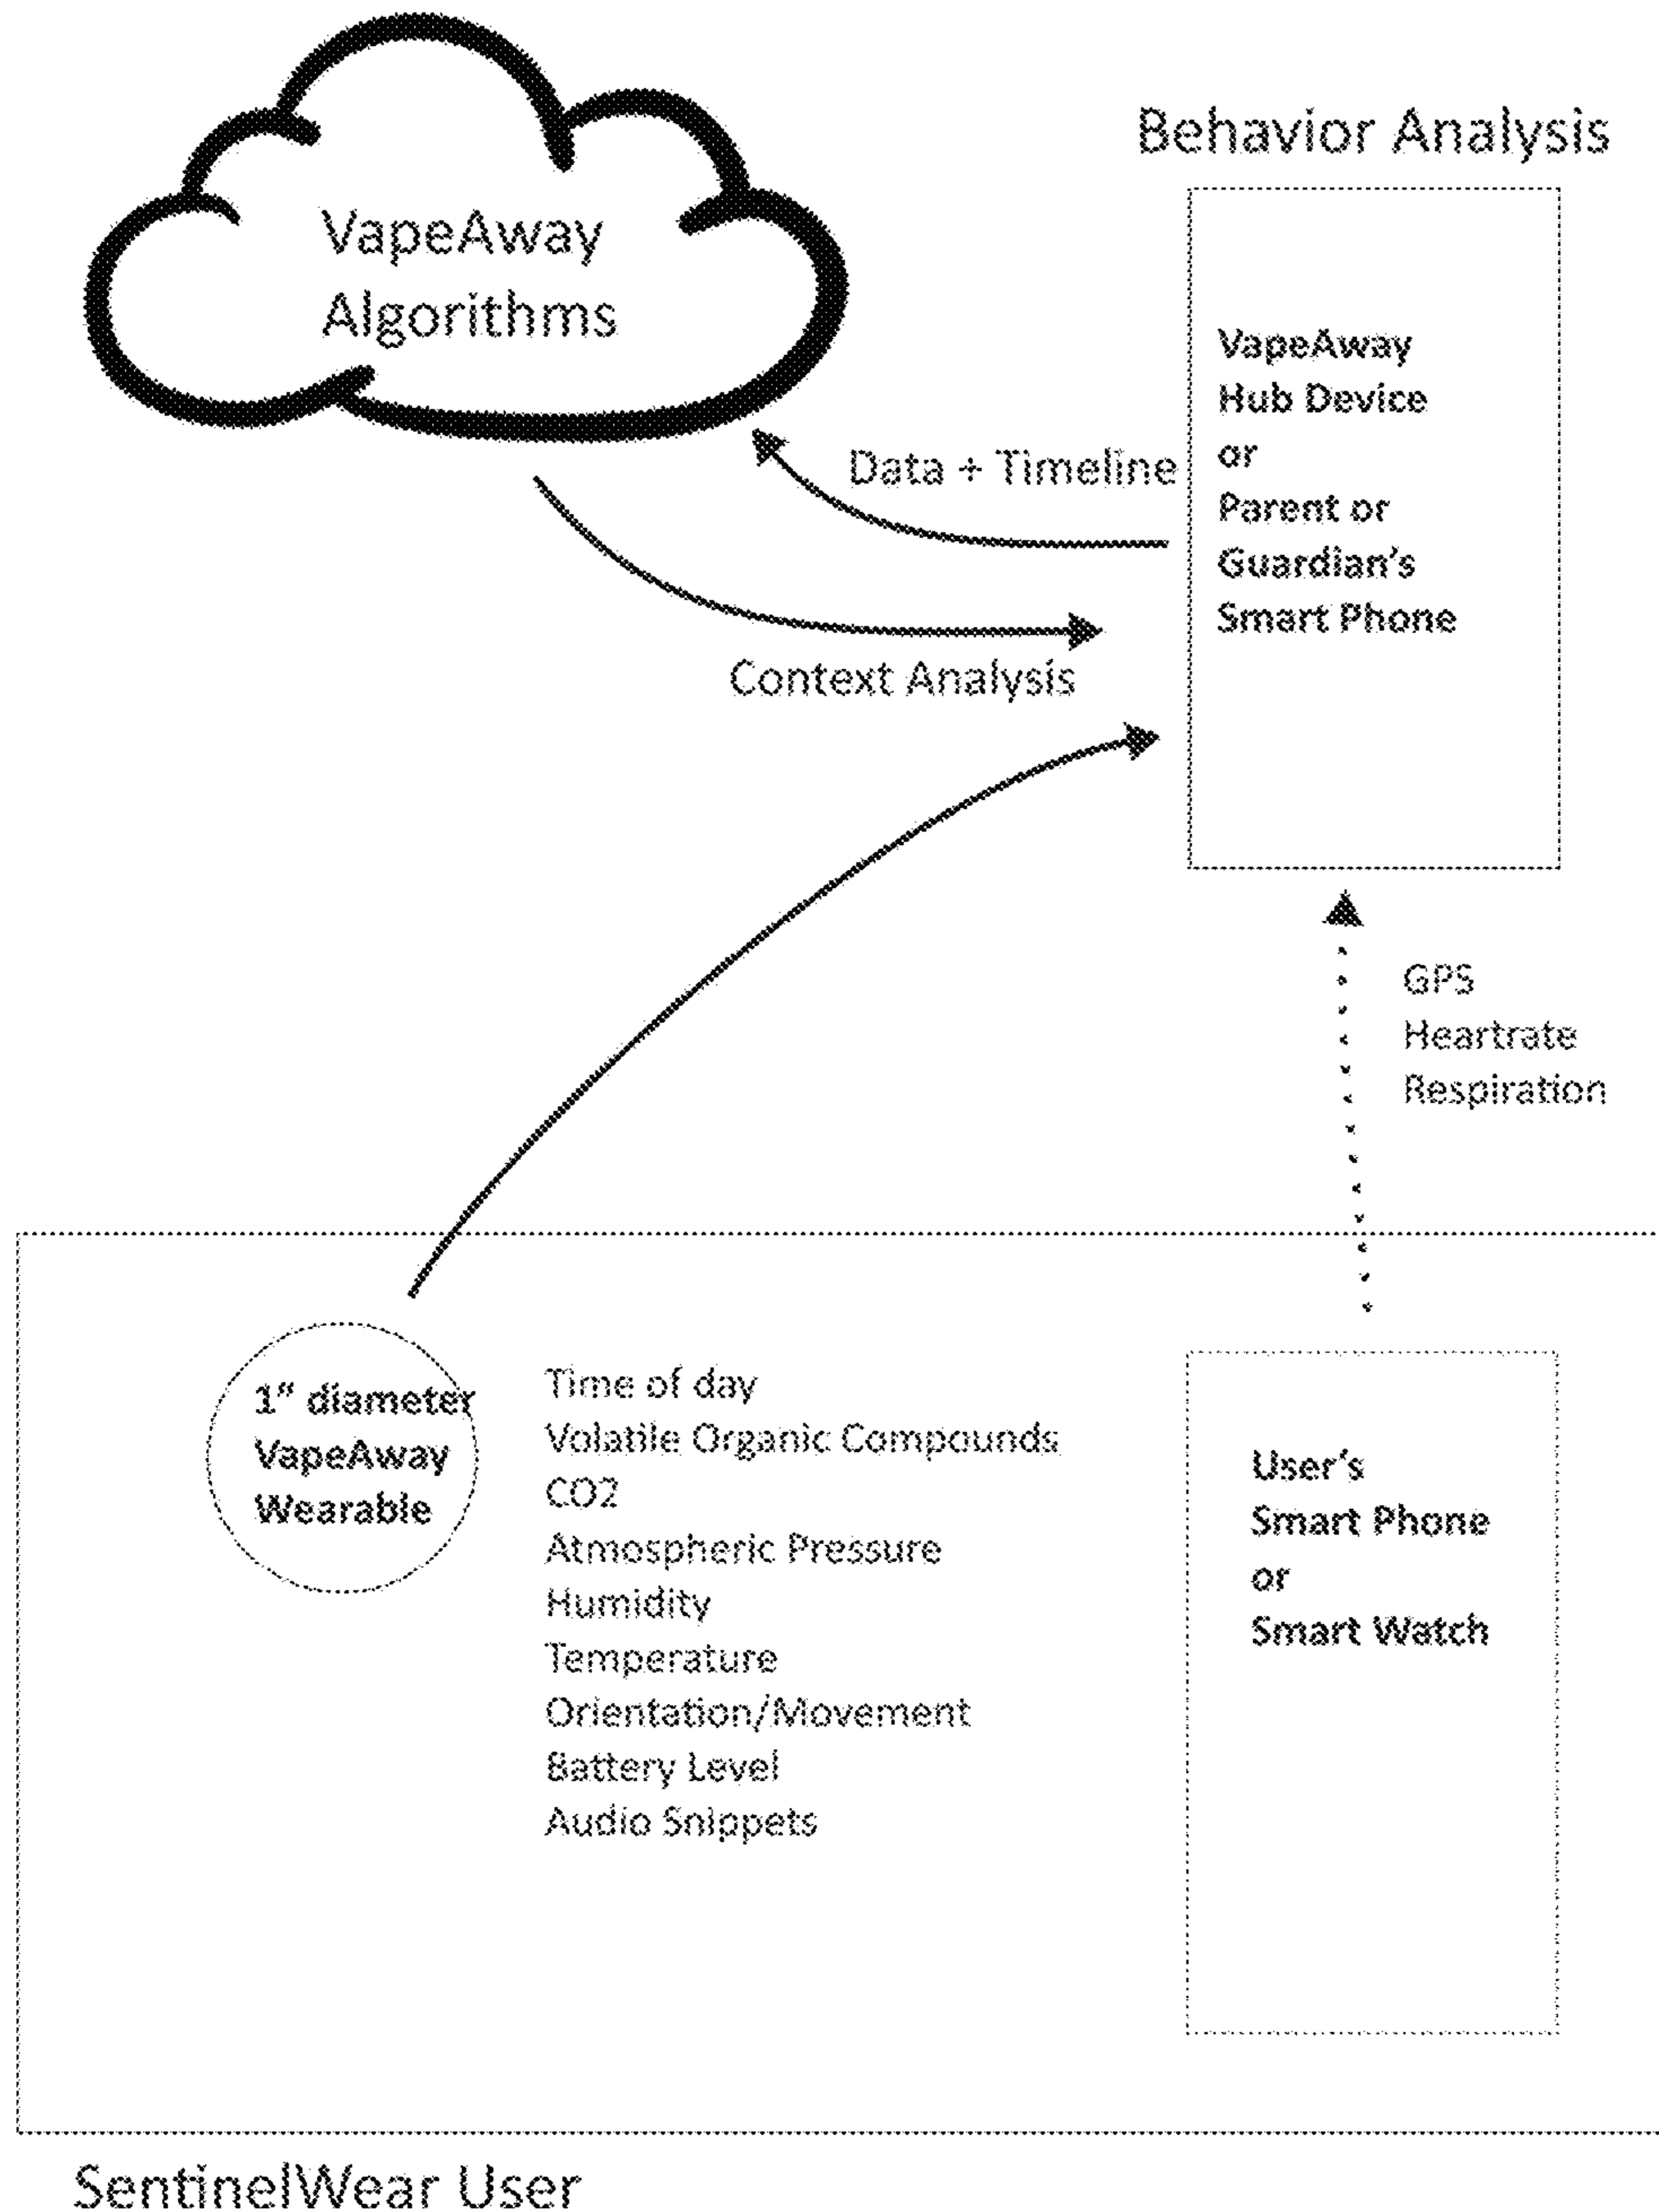 VapeAway
Algorithms
Behavior Analysis
VapeAway
Hub Device
or
Parent or
Guardian's
Smart Phone
Data + Timeline
Context Analysis
GPS
Heartrate
Respiration
1" diameter
VapeAway
Wearable
Time of day
Volatile Organic Compounds
CO2
Atmospheric Pressure
Humidity
Temperature
Orientation/Movement
Battery Level
Audio Snippets
User's
Smart Phone
or
Smart Watch
SentinelWear User